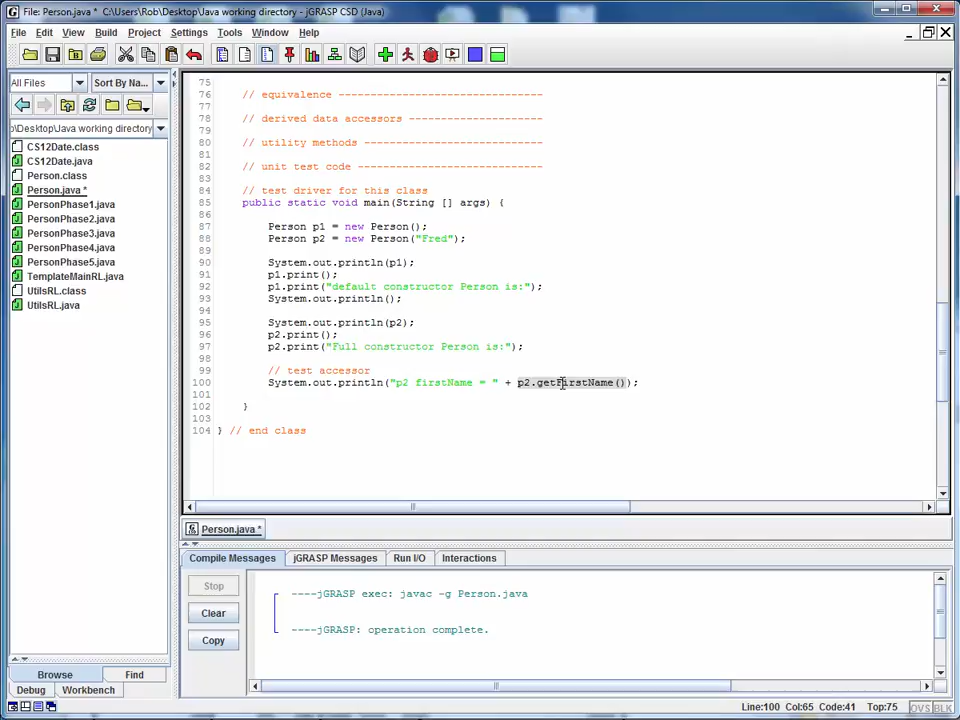 File: Person.java *  C:\Users\Rob\Desktop\Java working directory - jGRASP CSD (Java)
File Edit View Build Project Settings Tools Window Help
All Files Sort By Na...
p\Desktop\Java working directory
CS12Date.class
CS12Date.java
Person.class
Person.java *
PersonPhase1.java
PersonPhase2.java
PersonPhase3.java
PersonPhase4.java
PersonPhase5.java
TemplateMainRL.java
UtilsRL.class
UtilsRL.java
Browse Find
Debug Workbench
75
76 // equivalence --------------------------------
77
78 // derived data accessors ---------------------
79
80 // utility methods ----------------------------
81
82 // unit test code -----------------------------
83
84 // test driver for this class
85 public static void main(String [] args) {
86
87 Person p1 = new Person();
88 Person p2 = new Person("Fred");
89
90 System.out.println(p1);
91 p1.print();
92 p1.print("default constructor Person is:");
93 System.out.println();
94
95 System.out.println(p2);
96 p2.print();
97 p2.print("Full constructor Person is:");
98
99 // test accessor
100 System.out.println("p2 firstName = " + p2.getFirstName());
101
102 }
103
104 } // end class
Person.java *
Compile Messages jGRASP Messages Run I/O Interactions
Stop
Clear
Copy
----jGRASP exec: javac -g Person.java
----jGRASP: operation complete.
Line:100 Col:65 Code:41 Top:75 OVS BLK